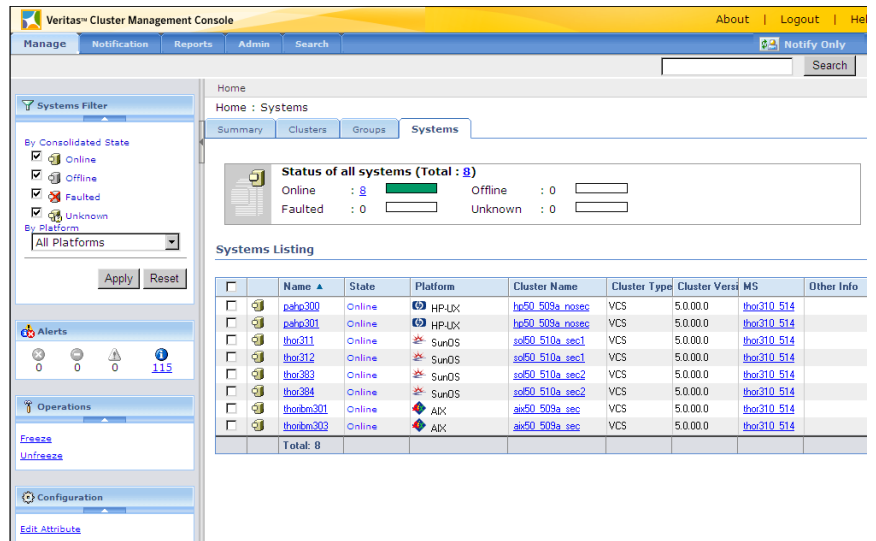 Veritas™ Cluster Management Console
About | Logout | Hel
Manage Notification Reports Admin Search
Notify Only
Search
Home
Home : Systems
Summary Clusters Groups Systems
Systems Filter
By Consolidated State
Online
Offline
Faulted
Unknown
By Platform
All Platforms
Apply Reset
Alerts
0 0 0 115
Operations
Freeze
Unfreeze
Configuration
Edit Attribute
Status of all systems (Total : 8)
Online : 8 Offline : 0
Faulted : 0 Unknown : 0
Systems Listing
Name State Platform Cluster Name Cluster Type Cluster Versi MS Other Info
pahp300 Online HP-UX hp50_509a_nosec VCS 5.0.00.0 thor310_514
pahp301 Online HP-UX hp50_509a_nosec VCS 5.0.00.0 thor310_514
thor311 Online SunOS sol50_510a_sec1 VCS 5.0.00.0 thor310_514
thor312 Online SunOS sol50_510a_sec1 VCS 5.0.00.0 thor310_514
thor383 Online SunOS sol50_510a_sec2 VCS 5.0.00.0 thor310_514
thor384 Online SunOS sol50_510a_sec2 VCS 5.0.00.0 thor310_514
thoribm301 Online AIX aix50_509a_sec VCS 5.0.00.0 thor310_514
thoribm303 Online AIX aix50_509a_sec VCS 5.0.00.0 thor310_514
Total: 8